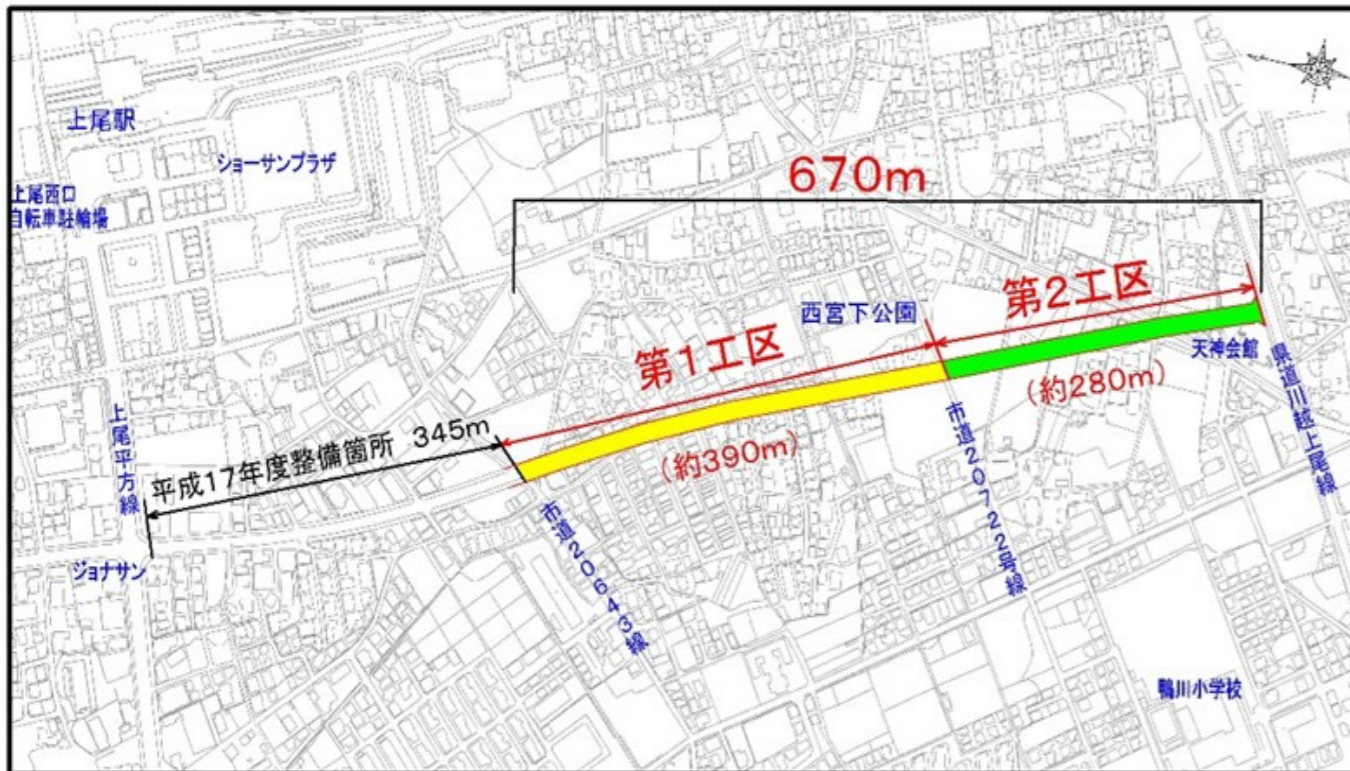 上尾駅
ショーサンプラザ
上尾西口
自転車駐輪場
670m
第1工区
西宮下公園
第2工区
天神会館
(約280m)
県道川越上尾線
上尾平方線
平成17年度整備箇所 345m
(約390m)
市道20722号線
市道20643線
ジョナサン
鴨川小学校